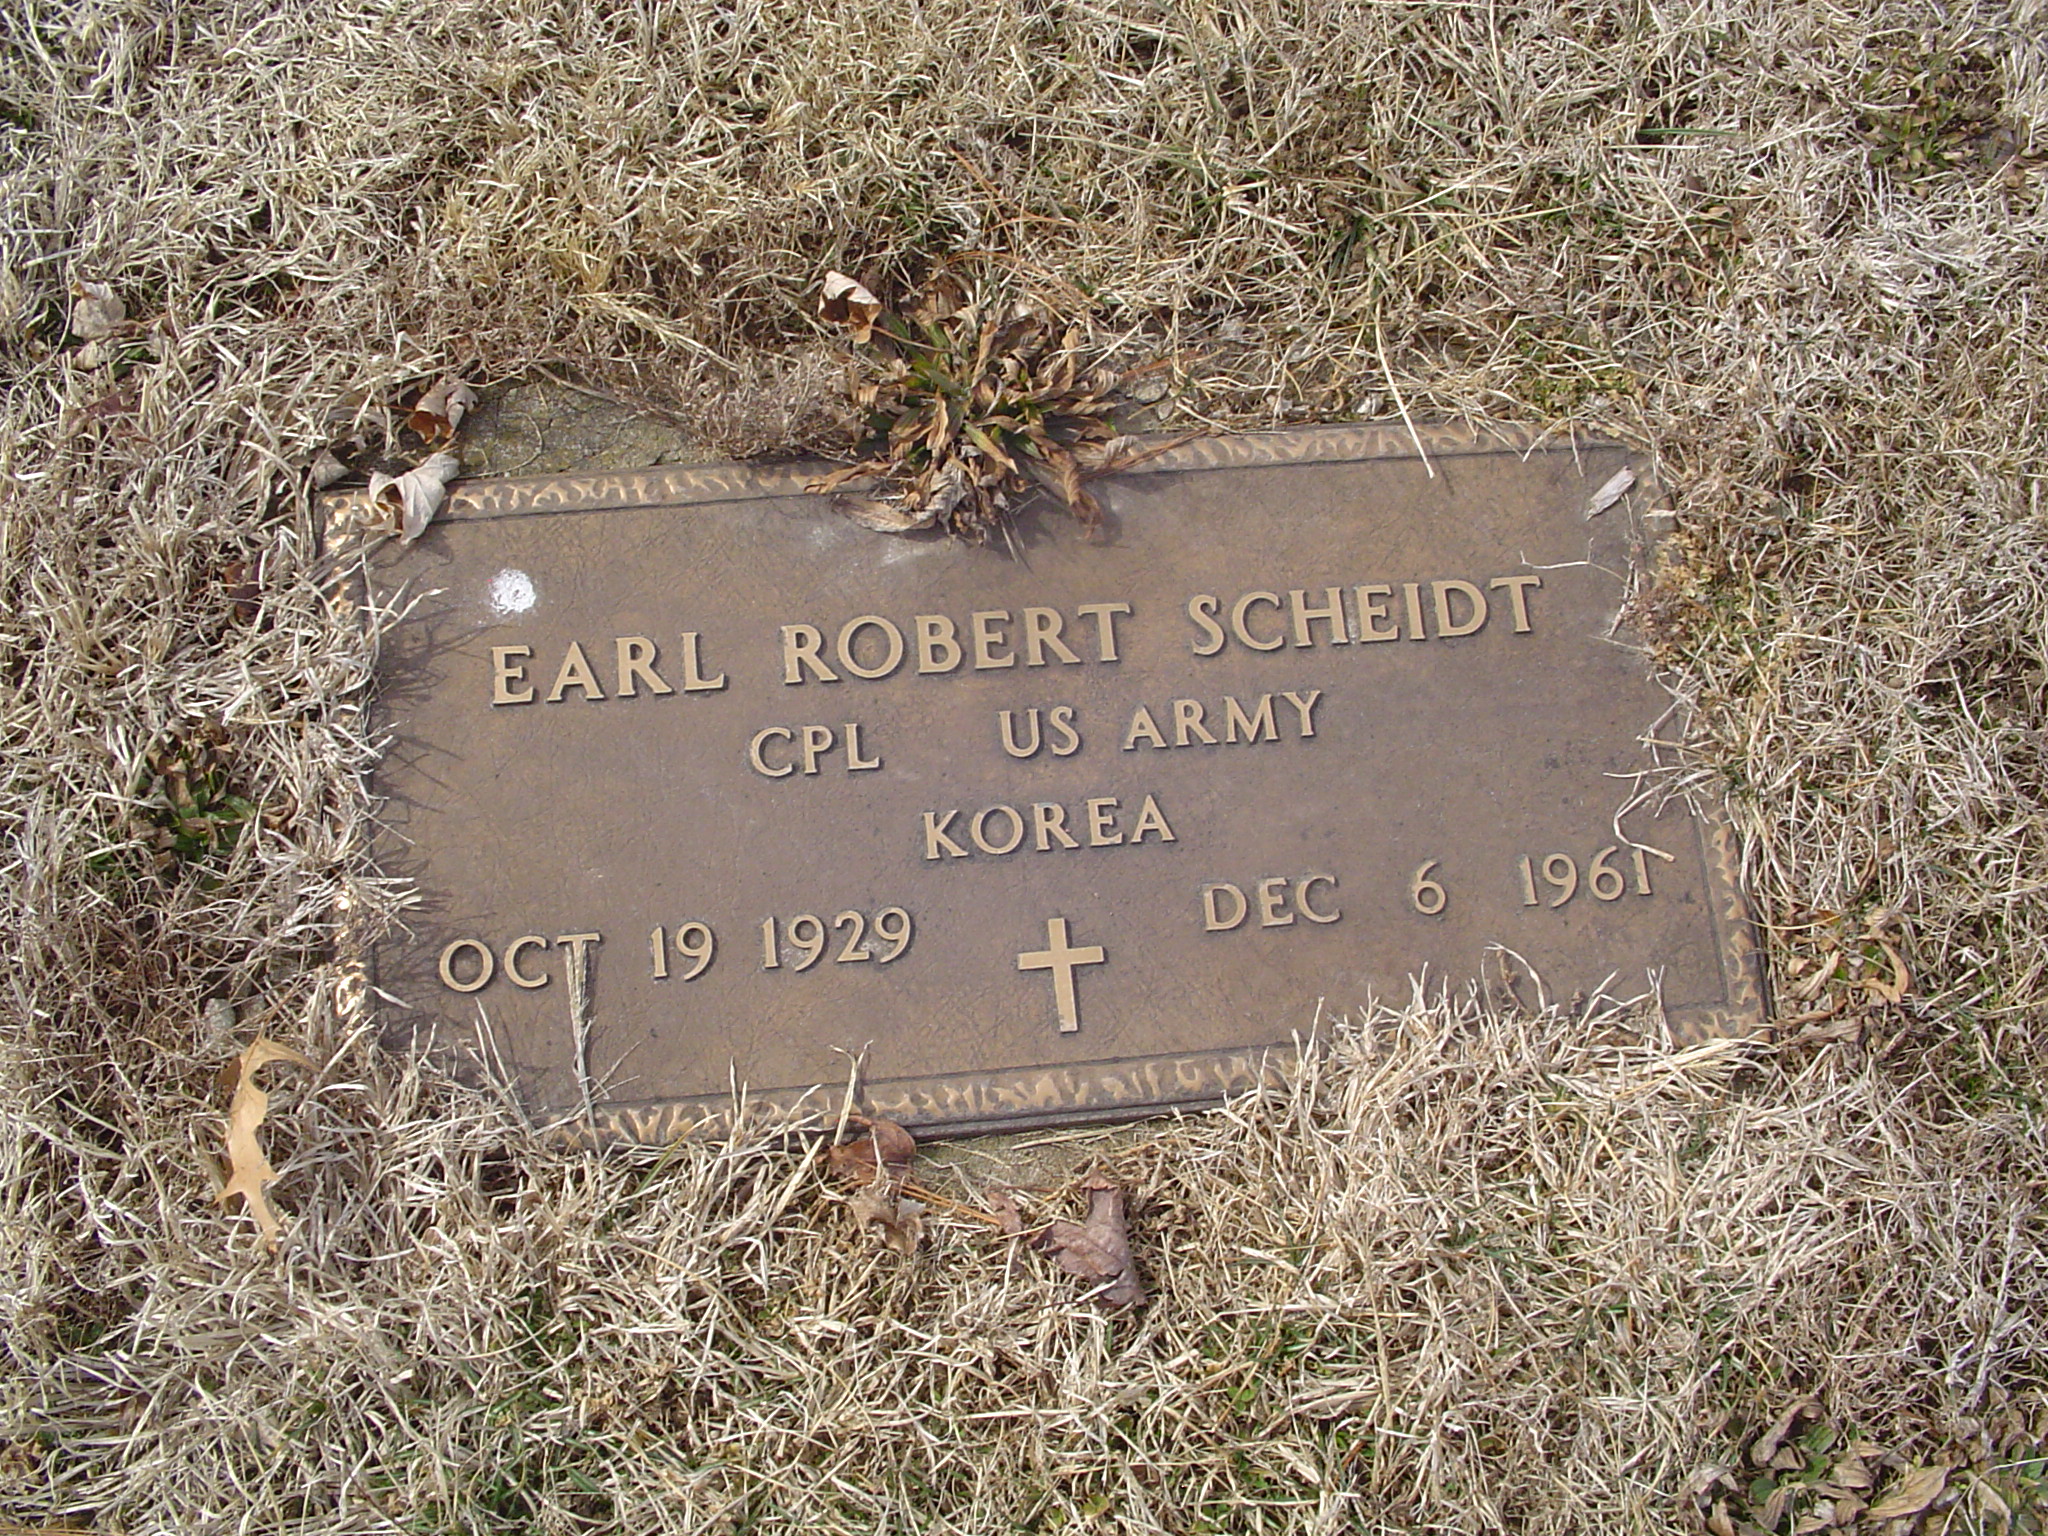 EARL ROBERT SCHEIDT
CPL US ARMY
KOREA
OCT 19 1929 DEC 6 1961